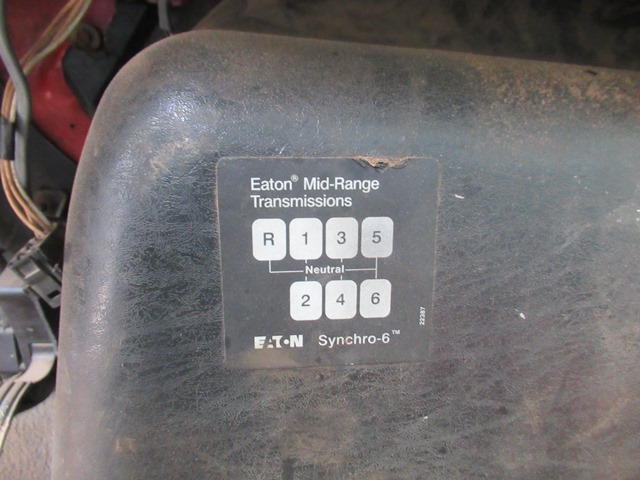 Eaton® Mid-Range
Transmissions
R 1 3 5
Neutral
2 4 6
22387
EATON Synchro-6™